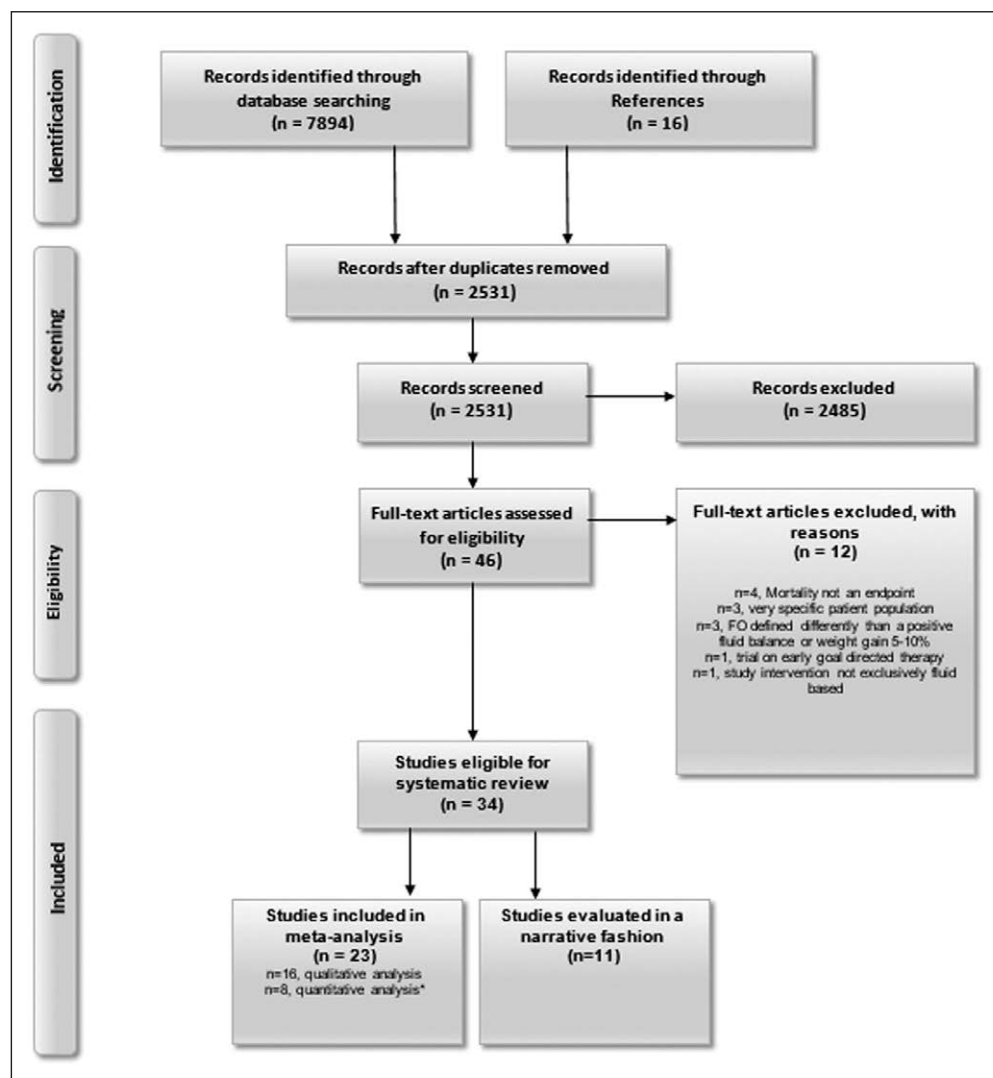 Identification
Records identified through
database searching
(n = 7894)
Records identified through
References
(n = 16)
Screening
Records after duplicates removed
(n = 2531)
Records screened
(n = 2531)
Records excluded
(n = 2485)
Eligibility
Full-text articles assessed
for eligibility
(n = 46)
Full-text articles excluded, with
reasons
(n = 12)
n=4, Mortality not an endpoint
n=3, very specific patient population
n=3, FO defined differently than a positive
fluid balance or weight gain 5-10%
n=1, trial on early goal directed therapy
n=1, study intervention not exclusively fluid
based
Included
Studies eligible for
systematic review
(n = 34)
Studies included in
meta-analysis
(n = 23)
n=16, qualitative analysis
n=8, quantitative analysis*
Studies evaluated in a
narrative fashion
(n=11)